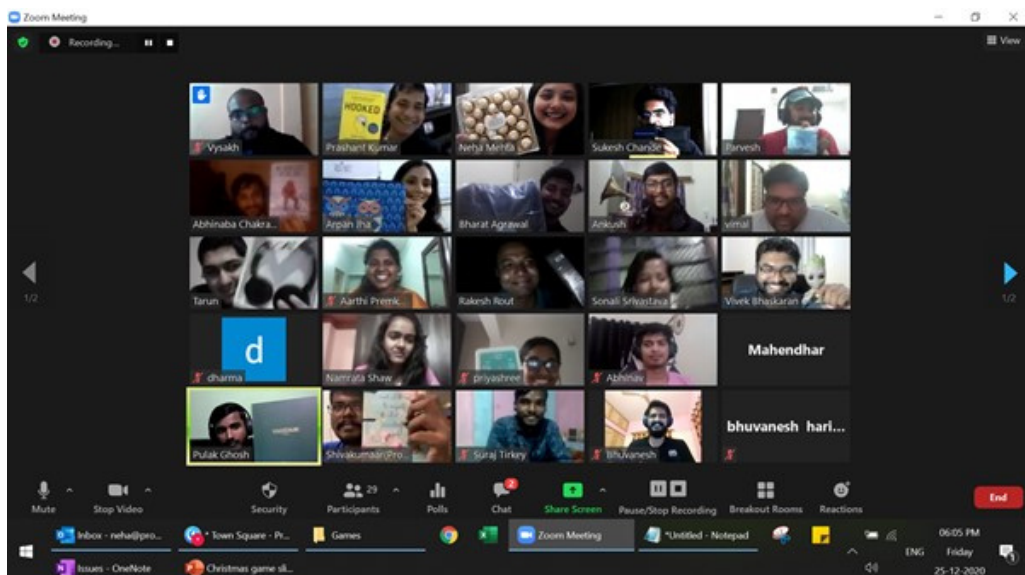 Zoom Meeting
Recording...
View
HOOKED
Vysakh
Prashant Kumar
Neha Mehta
Sukesh Chande
Parvesh
Abhinaba Chakra...
Arpan Jha
Bharat Agrawal
Ankush
vimal
Tarun
Aarthi Premk
Rakesh Rout
Sonali Srivastava
Vivek Bhaskaran
1/2
1/2
d
dharma
Namrata Shaw
priyashree
Abhinav
Mahendhar
Pulak Ghosh
Shivakumaar(Pro...
Suraj Tirkey
Bhuvanesh
bhuvanesh hari...
Mute
Stop Video
Security
Participants
29
Polls
Chat
2
Share Screen
Pause/Stop Recording
Breakout Rooms
Reactions
End
Inbox - neha@pro...
Town Square - Pr...
Games
Zoom Meeting
*Untitled - Notepad
06:05 PM
ENG
Friday
Issues - OneNote
Christmas game sli...
25-12-2020
1